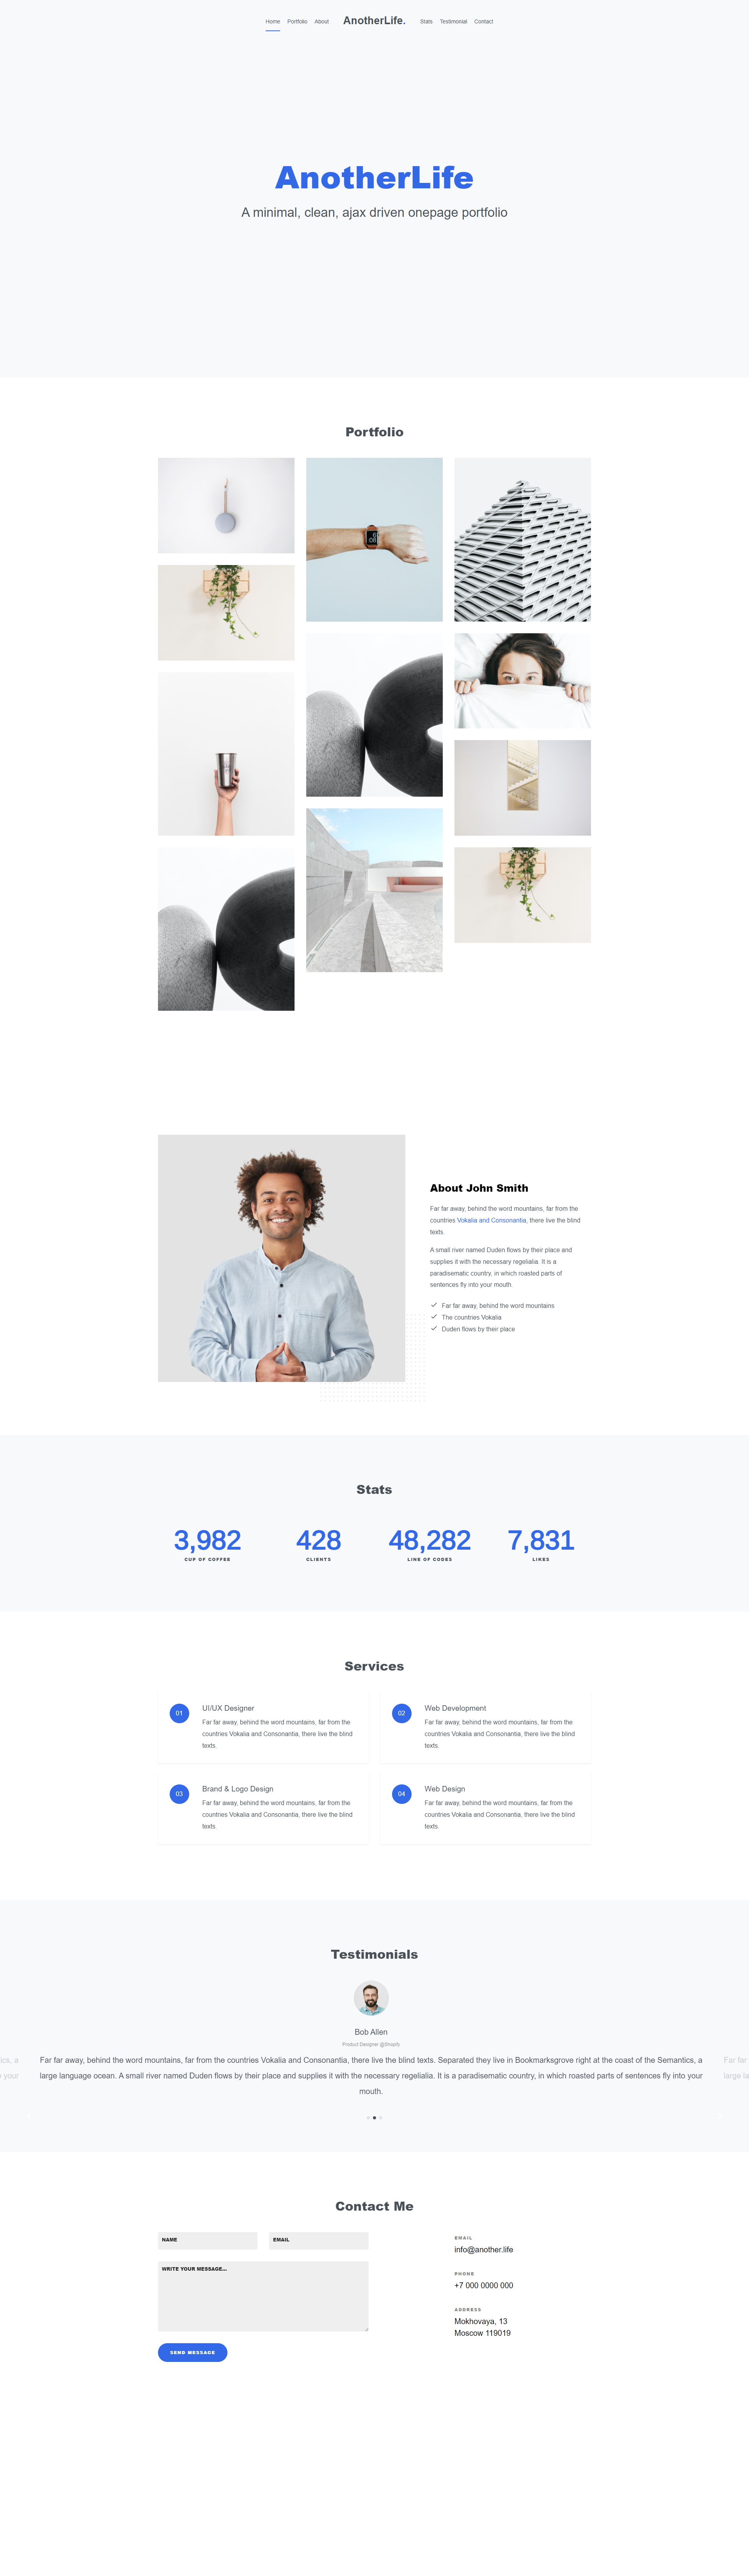 Home Portfolio About AnotherLife. Stats Testimonial Contact
AnotherLife
A minimal, clean, ajax driven onepage portfolio
Portfolio
About John Smith
Far far away, behind the word mountains, far from the
countries Vokalia and Consonantia, there live the blind
texts.
A small river named Duden flows by their place and
supplies it with the necessary regelialia. It is a
paradisematic country, in which roasted parts of
sentences fly into your mouth.
Far far away, behind the word mountains
The countries Vokalia
Duden flows by their place
Stats
3,982 428 48,282 7,831
CUP OF COFFEE CLIENTS LINE OF CODES LIKES
Services
01 UI/UX Designer
Far far away, behind the word mountains, far from the
countries Vokalia and Consonantia, there live the blind
texts.
02 Web Development
Far far away, behind the word mountains, far from the
countries Vokalia and Consonantia, there live the blind
texts.
03 Brand & Logo Design
Far far away, behind the word mountains, far from the
countries Vokalia and Consonantia, there live the blind
texts.
04 Web Design
Far far away, behind the word mountains, far from the
countries Vokalia and Consonantia, there live the blind
texts.
Testimonials
Bob Allen
Product Designer @Shopify
Far far away, behind the word mountains, far from the countries Vokalia and Consonantia, there live the blind texts. Separated they live in Bookmarksgrove right at the coast of the Semantics, a
large language ocean. A small river named Duden flows by their place and supplies it with the necessary regelialia. It is a paradisematic country, in which roasted parts of sentences fly into your
mouth.
Contact Me
NAME EMAIL
WRITE YOUR MESSAGE...
SEND MESSAGE
EMAIL
info@another.life
PHONE
+7 000 0000 000
ADDRESS
Mokhovaya, 13
Moscow 119019